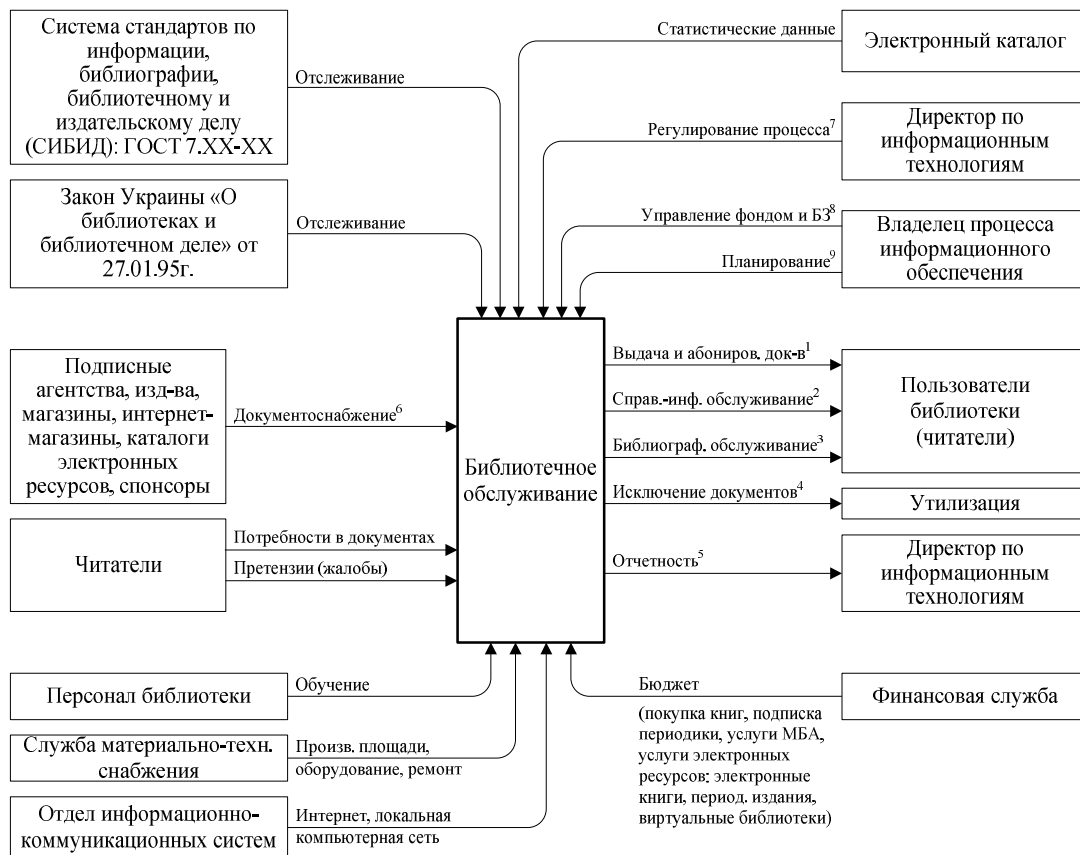 Система стандартов по
информации,
библиографии,
библиотечному и
издательскому делу
(СИБИД): ГОСТ 7.ХХ-ХХ
Отслеживание
Закон Украины «О
библиотеках и
библиотечном деле» от
27.01.95г.
Отслеживание
Статистические данные
Электронный каталог
Регулирование процесса⁷
Директор по
информационным
технологиям
Управление фондом и БЗ⁸
Планирование⁹
Владелец процесса
информационного
обеспечения
Подписные
агентства, изд-ва,
магазины, интернет-
магазины, каталоги
электронных
ресурсов, спонсоры
Документоснабжение⁶
Читатели
Потребности в документах
Претензии (жалобы)
Библиотечное
обслуживание
Выдача и абониров. док-в¹
Справ.-инф. обслуживание²
Библиограф. обслуживание³
Пользователи
библиотеки
(читатели)
Исключение документов⁴
Утилизация
Отчетность⁵
Директор по
информационным
технологиям
Персонал библиотеки
Обучение
Служба материально-техн.
снабжения
Произв. площади,
оборудование, ремонт
Отдел информационно-
коммуникационных систем
Интернет, локальная
компьютерная сеть
Бюджет
(покупка книг, подписка
периодики, услуги МБА,
услуги электронных
ресурсов: электронные
книги, период. издания,
виртуальные библиотеки)
Финансовая служба